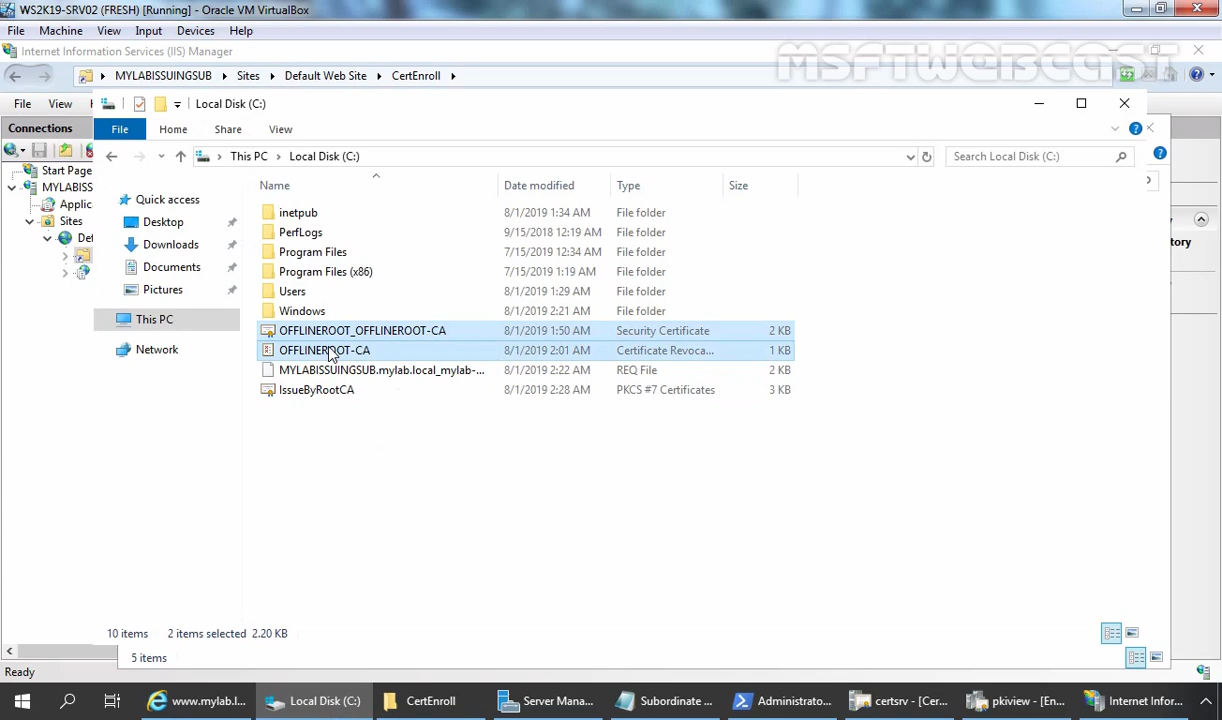 WS2K19-SRV02 (FRESH) [Running] - Oracle VM VirtualBox
File Machine View Input Devices Help
Internet Information Services (IIS) Manager
MSFTWEBCAST
MYLABISSUINGSUB Sites Default Web Site CertEnroll
File View H
Local Disk (C:)
Connections
File Home Share View
This PC Local Disk (C:)
Search Local Disk (C:)
Start Page
MYLABISS
Applic
Sites
Def
Quick access
Desktop
Downloads
Documents
Pictures
This PC
Network
Name Date modified Type Size
inetpub 8/1/2019 1:34 AM File folder
PerfLogs 9/15/2018 12:19 AM File folder
Program Files 7/15/2019 12:34 AM File folder
Program Files (x86) 7/15/2019 1:19 AM File folder
Users 8/1/2019 1:29 AM File folder
Windows 8/1/2019 2:21 AM File folder
OFFLINEROOT_OFFLINEROOT-CA 8/1/2019 1:50 AM Security Certificate 2 KB
OFFLINEROOT-CA 8/1/2019 2:01 AM Certificate Revoca... 1 KB
MYLABISSUINGSUB.mylab.local_mylab-... 8/1/2019 2:22 AM REQ File 2 KB
IssueByRootCA 8/1/2019 2:28 AM PKCS #7 Certificates 3 KB
ctory
10 items 2 items selected 2.20 KB
5 items
Ready
www.mylab.l... Local Disk (C:) CertEnroll Server Mana... Subordinate ... Administrato... certsrv - [Cer... pkiview - [En... Internet Infor...